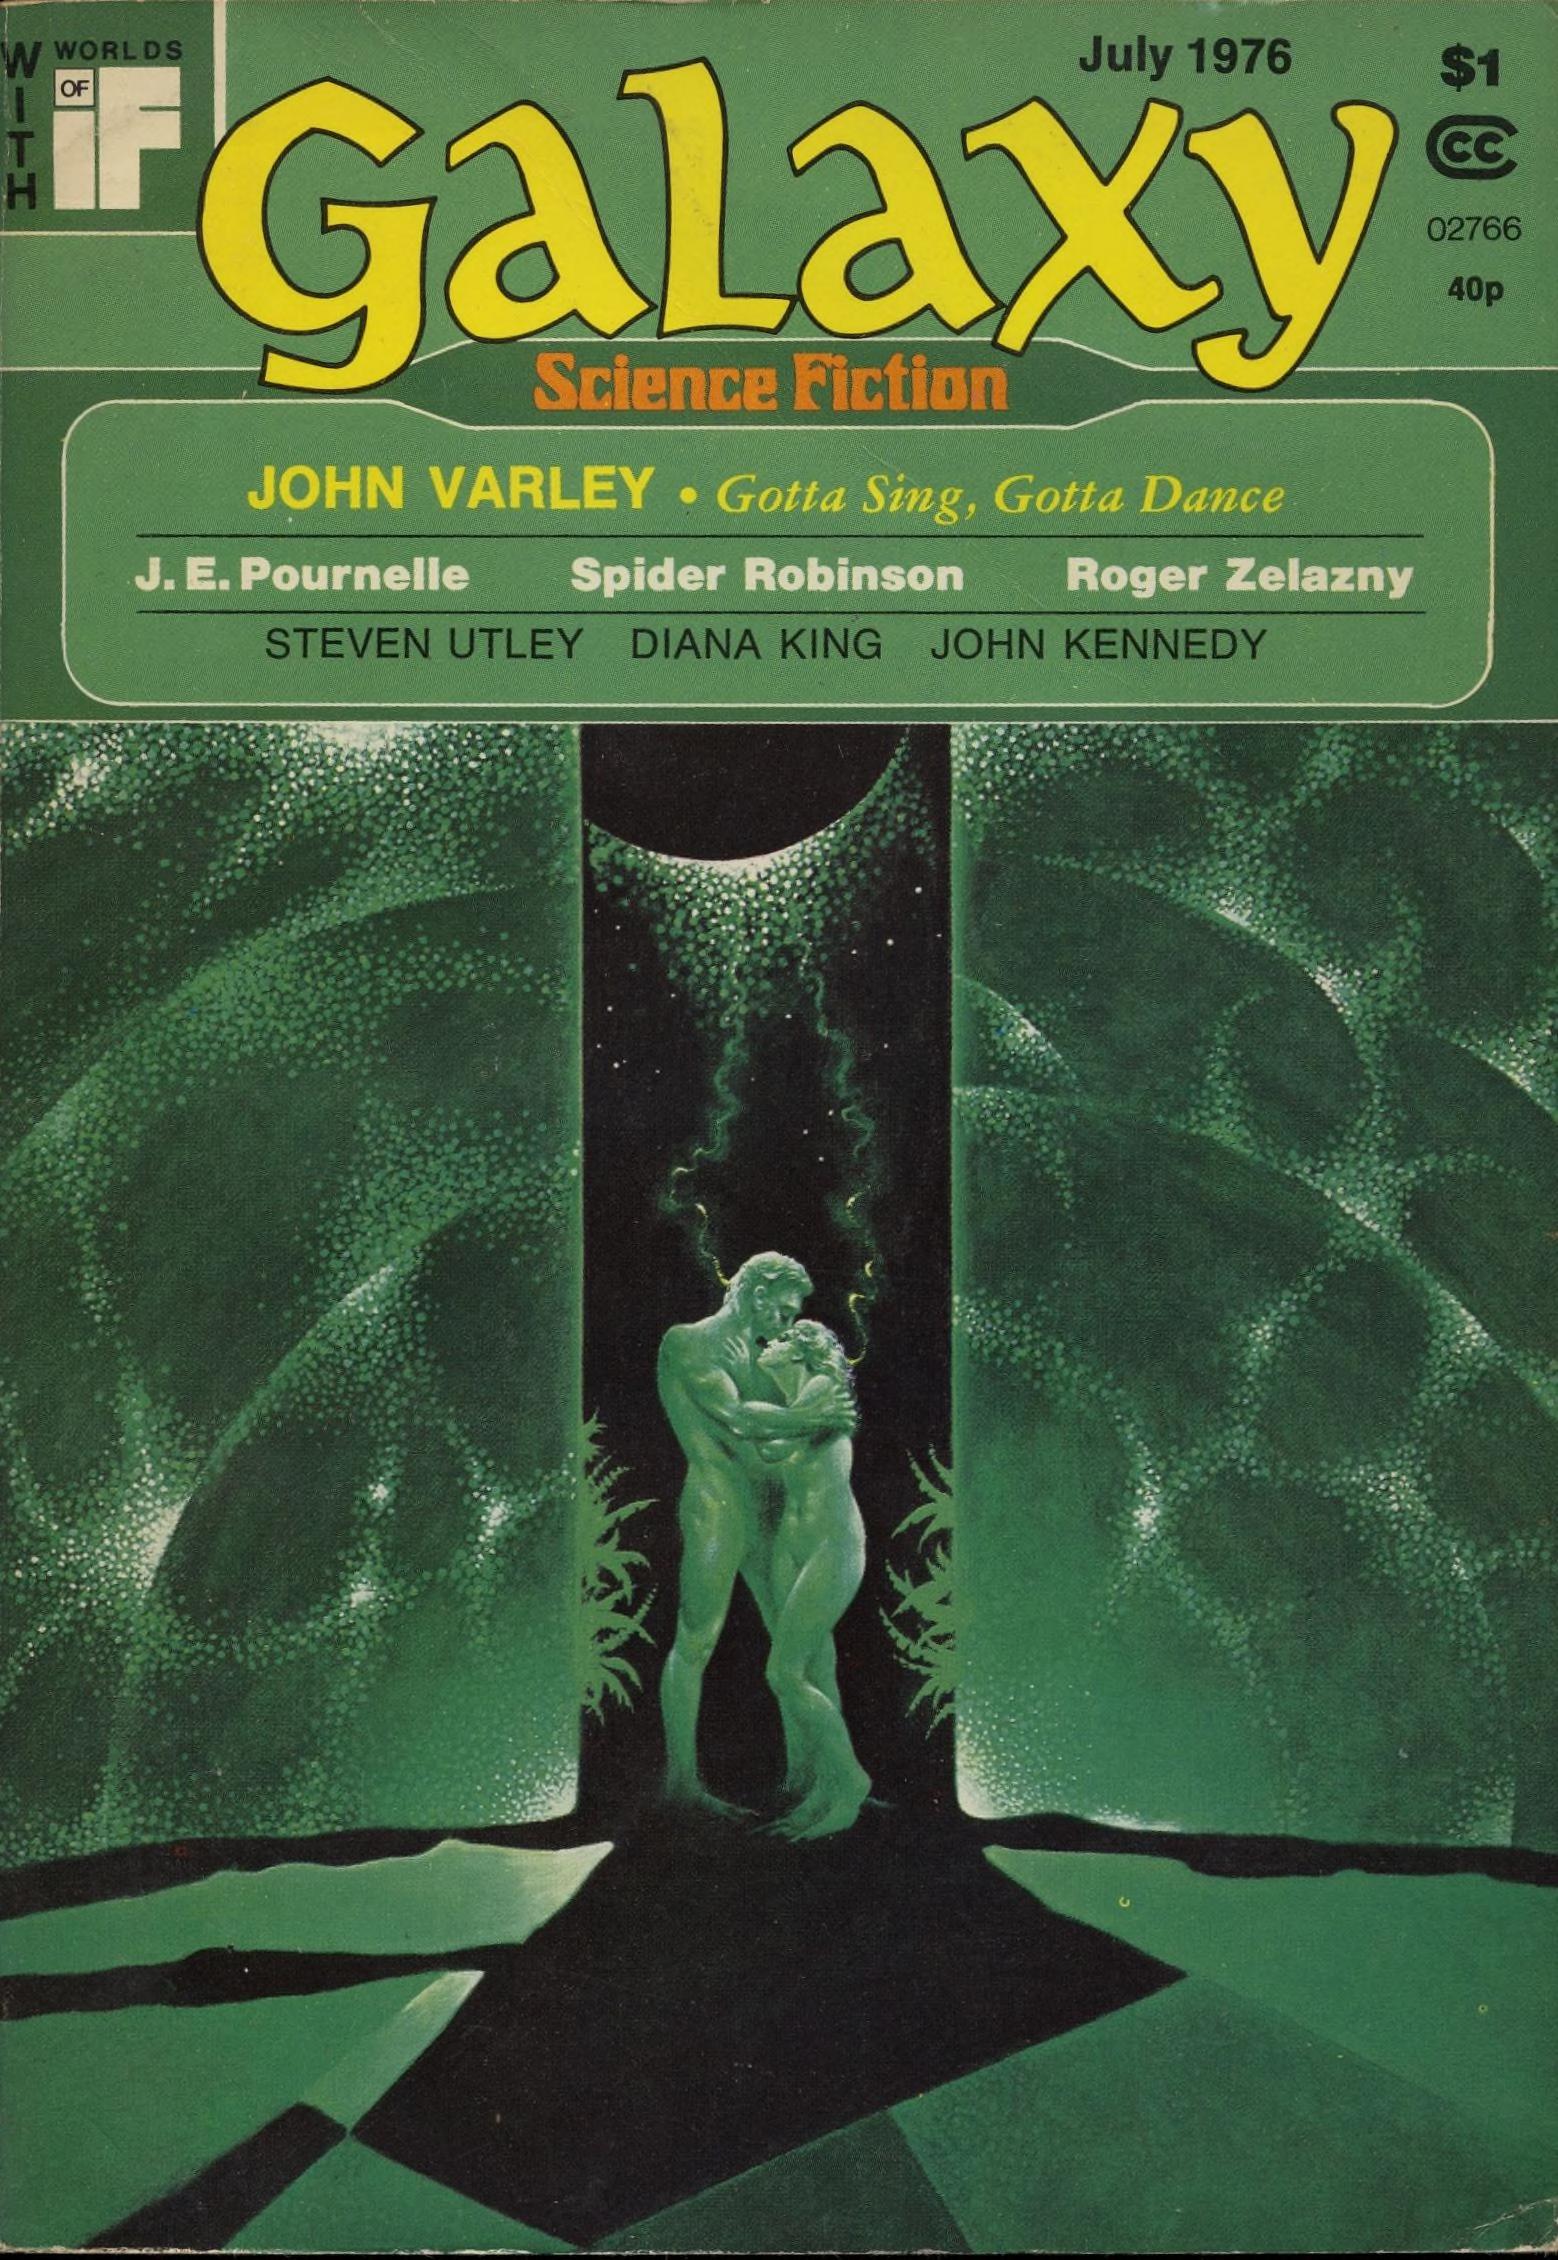 WITH
WORLDS
OF
IF
Galaxy
July 1976
$1
CC
02766
40p
Science Fiction
JOHN VARLEY • Gotta Sing, Gotta Dance
J. E. Pournelle Spider Robinson Roger Zelazny
STEVEN UTLEY DIANA KING JOHN KENNEDY